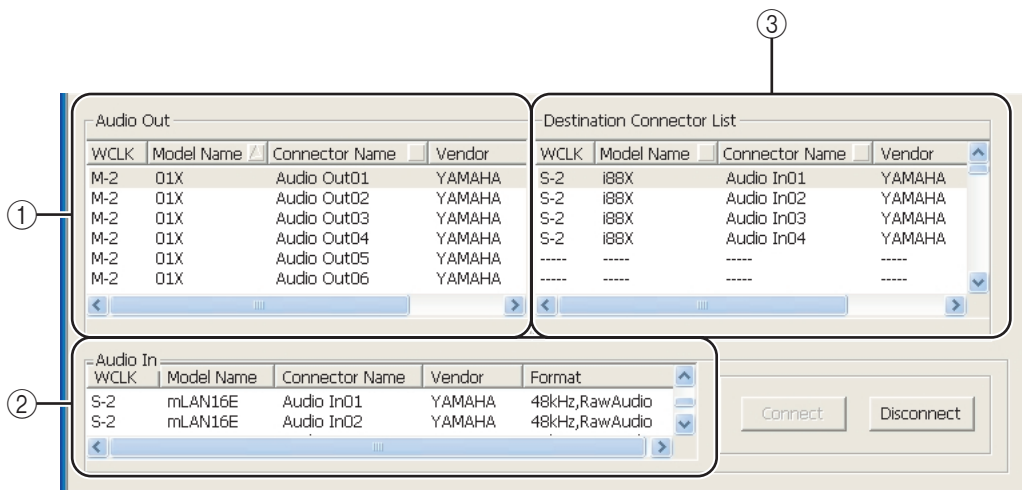 ③
Audio Out
WCLK Model Name Connector Name Vendor
M-2 01X Audio Out01 YAMAHA
M-2 01X Audio Out02 YAMAHA
M-2 01X Audio Out03 YAMAHA
M-2 01X Audio Out04 YAMAHA
M-2 01X Audio Out05 YAMAHA
M-2 01X Audio Out06 YAMAHA
①
Destination Connector List
WCLK Model Name Connector Name Vendor
S-2 i88X Audio In01 YAMAHA
S-2 i88X Audio In02 YAMAHA
S-2 i88X Audio In03 YAMAHA
S-2 i88X Audio In04 YAMAHA
----- ----- ----- -----
----- ----- ----- -----
Audio In
WCLK Model Name Connector Name Vendor Format
S-2 mLAN16E Audio In01 YAMAHA 48kHz,RawAudio
S-2 mLAN16E Audio In02 YAMAHA 48kHz,RawAudio
②
Connect
Disconnect